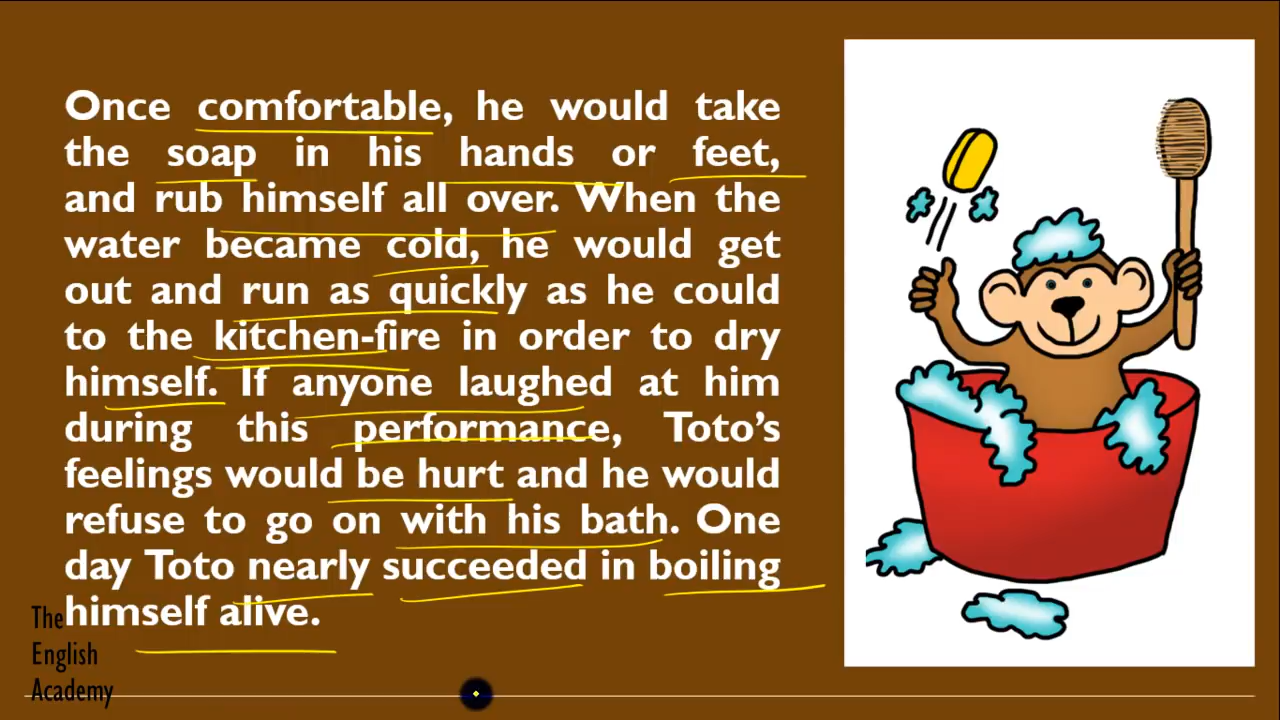 Once comfortable, he would take
the soap in his hands or feet,
and rub himself all over. When the
water became cold, he would get
out and run as quickly as he could
to the kitchen-fire in order to dry
himself. If anyone laughed at him
during this performance, Toto’s
feelings would be hurt and he would
refuse to go on with his bath. One
day Toto nearly succeeded in boiling
himself alive.
The
English
Academy